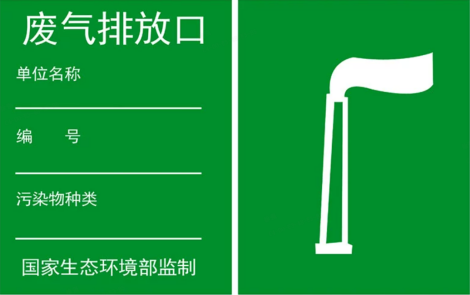 废气排放口
单位名称
编　　号
污染物种类
国家生态环境部监制